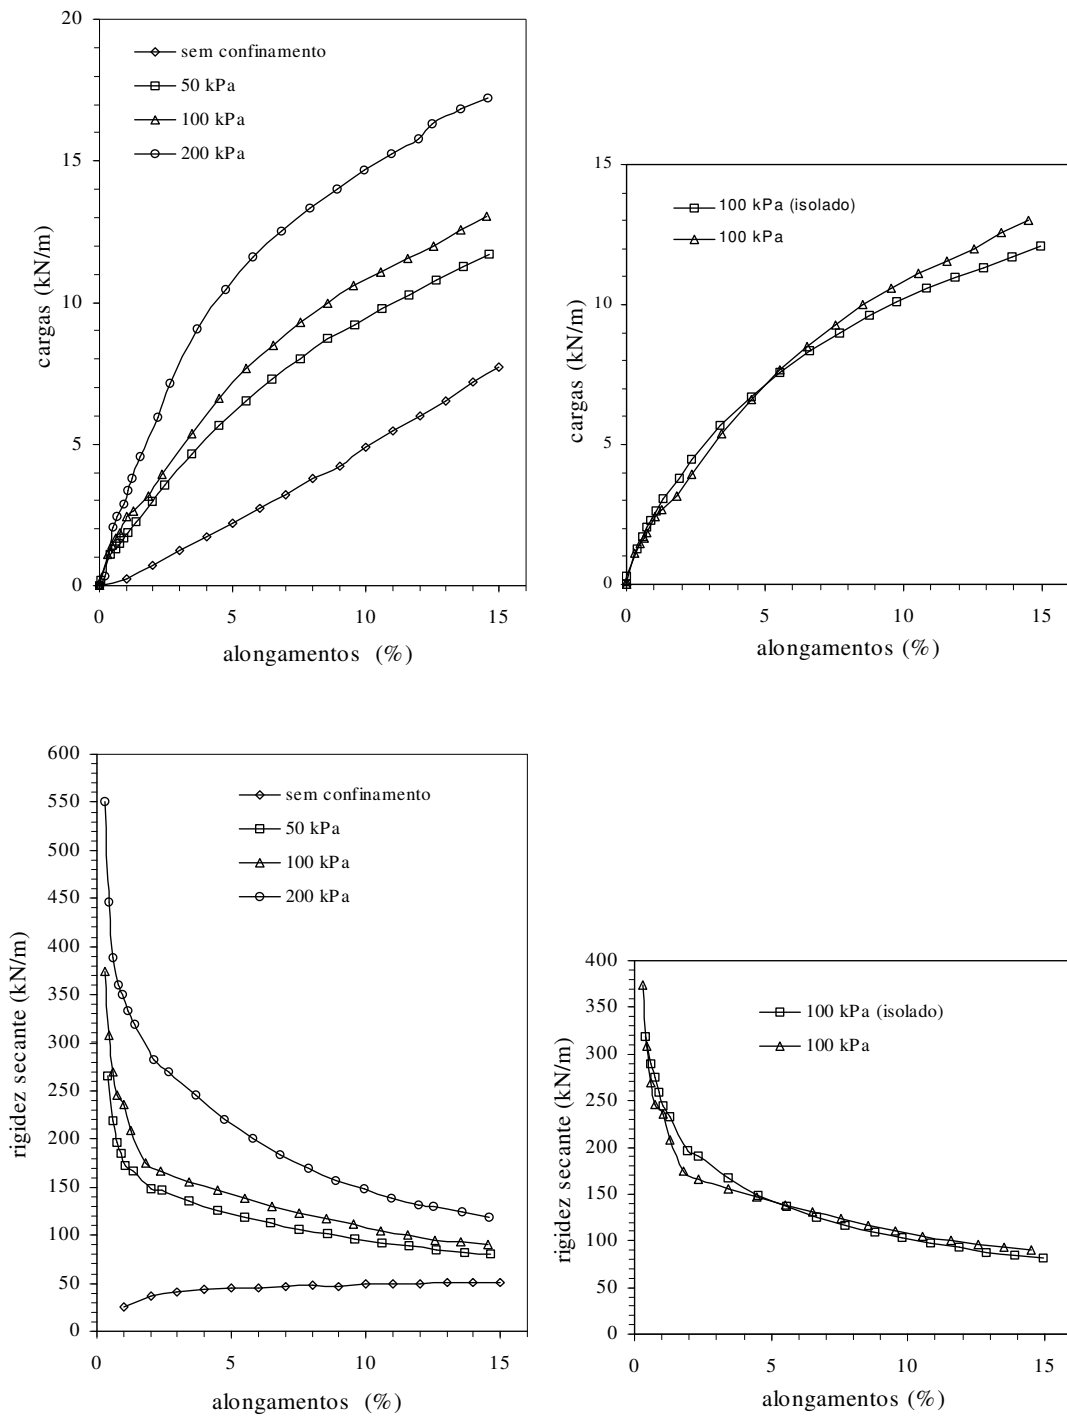 20
15
10
5
0
cargas (kN/m)
sem confinamento
50 kPa
100 kPa
200 kPa
0 5 10 15
alongamentos (%)
15
10
5
0
cargas (kN/m)
100 kPa (isolado)
100 kPa
0 5 10 15
alongamentos (%)
600
550
500
450
400
350
300
250
200
150
100
50
0
rigidez secante (kN/m)
sem confinamento
50 kPa
100 kPa
200 kPa
0 5 10 15
alongamentos (%)
400
350
300
250
200
150
100
50
0
rigidez secante (kN/m)
100 kPa (isolado)
100 kPa
0 5 10 15
alongamentos (%)